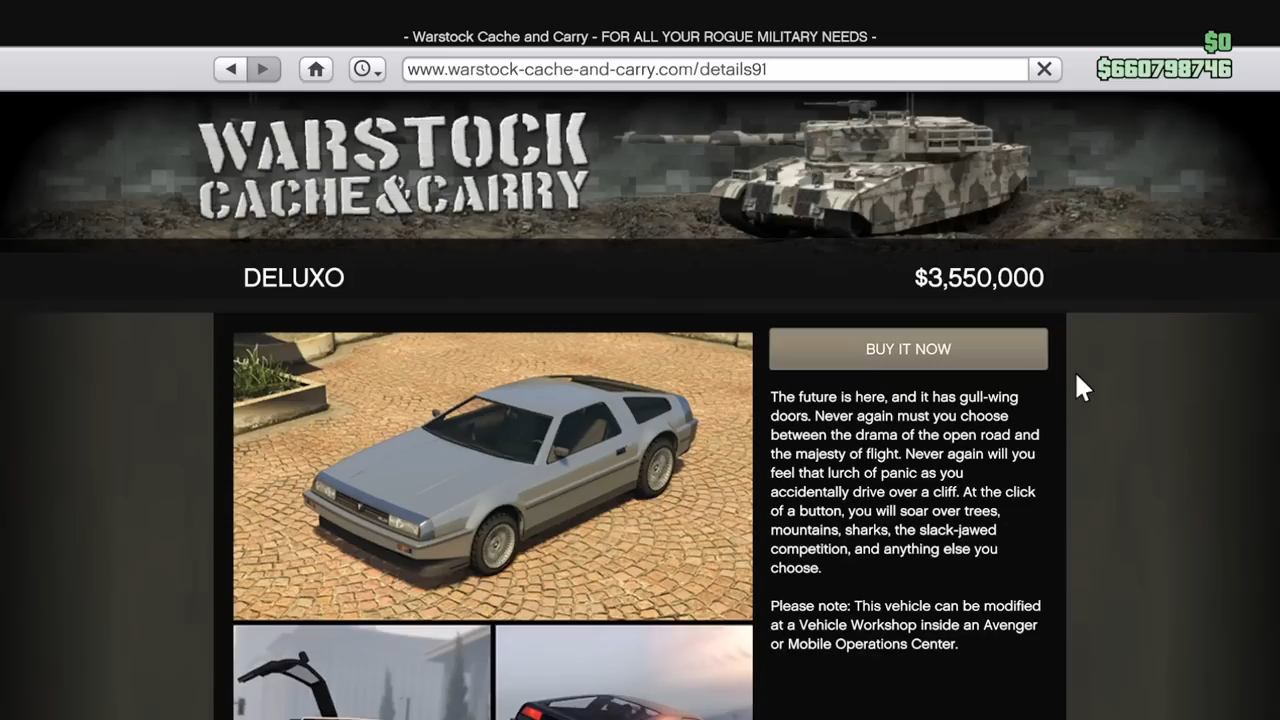 - Warstock Cache and Carry - FOR ALL YOUR ROGUE MILITARY NEEDS -
$0
www.warstock-cache-and-carry.com/details91
$660798746
WARSTOCK
CACHE&CARRY
DELUXO
$3,550,000
BUY IT NOW
The future is here, and it has gull-wing
doors. Never again must you choose
between the drama of the open road and
the majesty of flight. Never again will you
feel that lurch of panic as you
accidentally drive over a cliff. At the click
of a button, you will soar over trees,
mountains, sharks, the slack-jawed
competition, and anything else you
choose.
Please note: This vehicle can be modified
at a Vehicle Workshop inside an Avenger
or Mobile Operations Center.